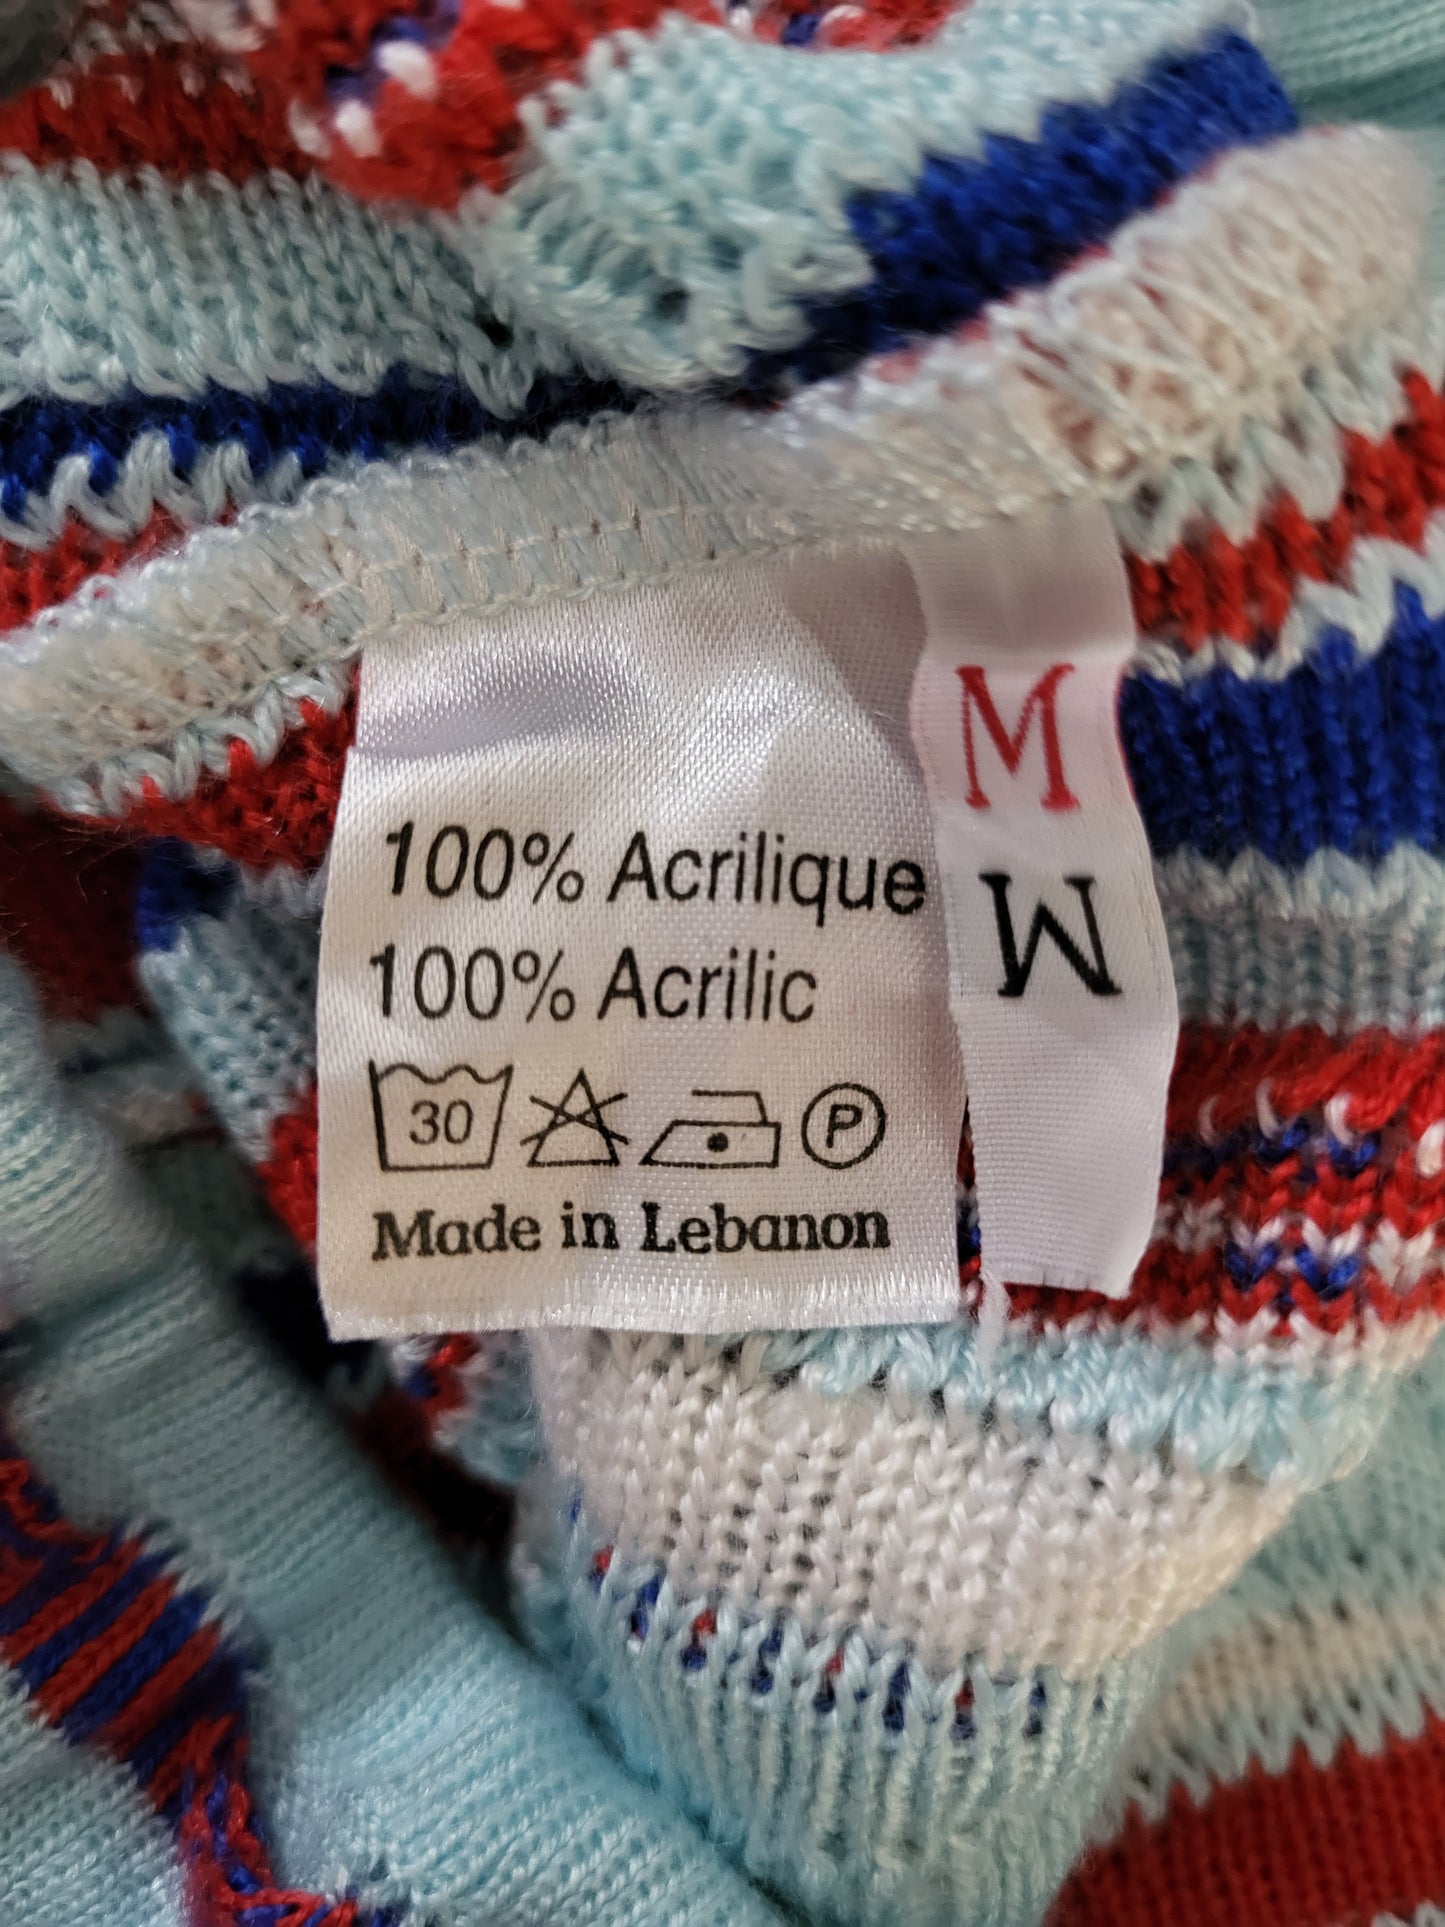 M
M
100% Acrilique
100% Acrilic
30 P
Made in Lebanon